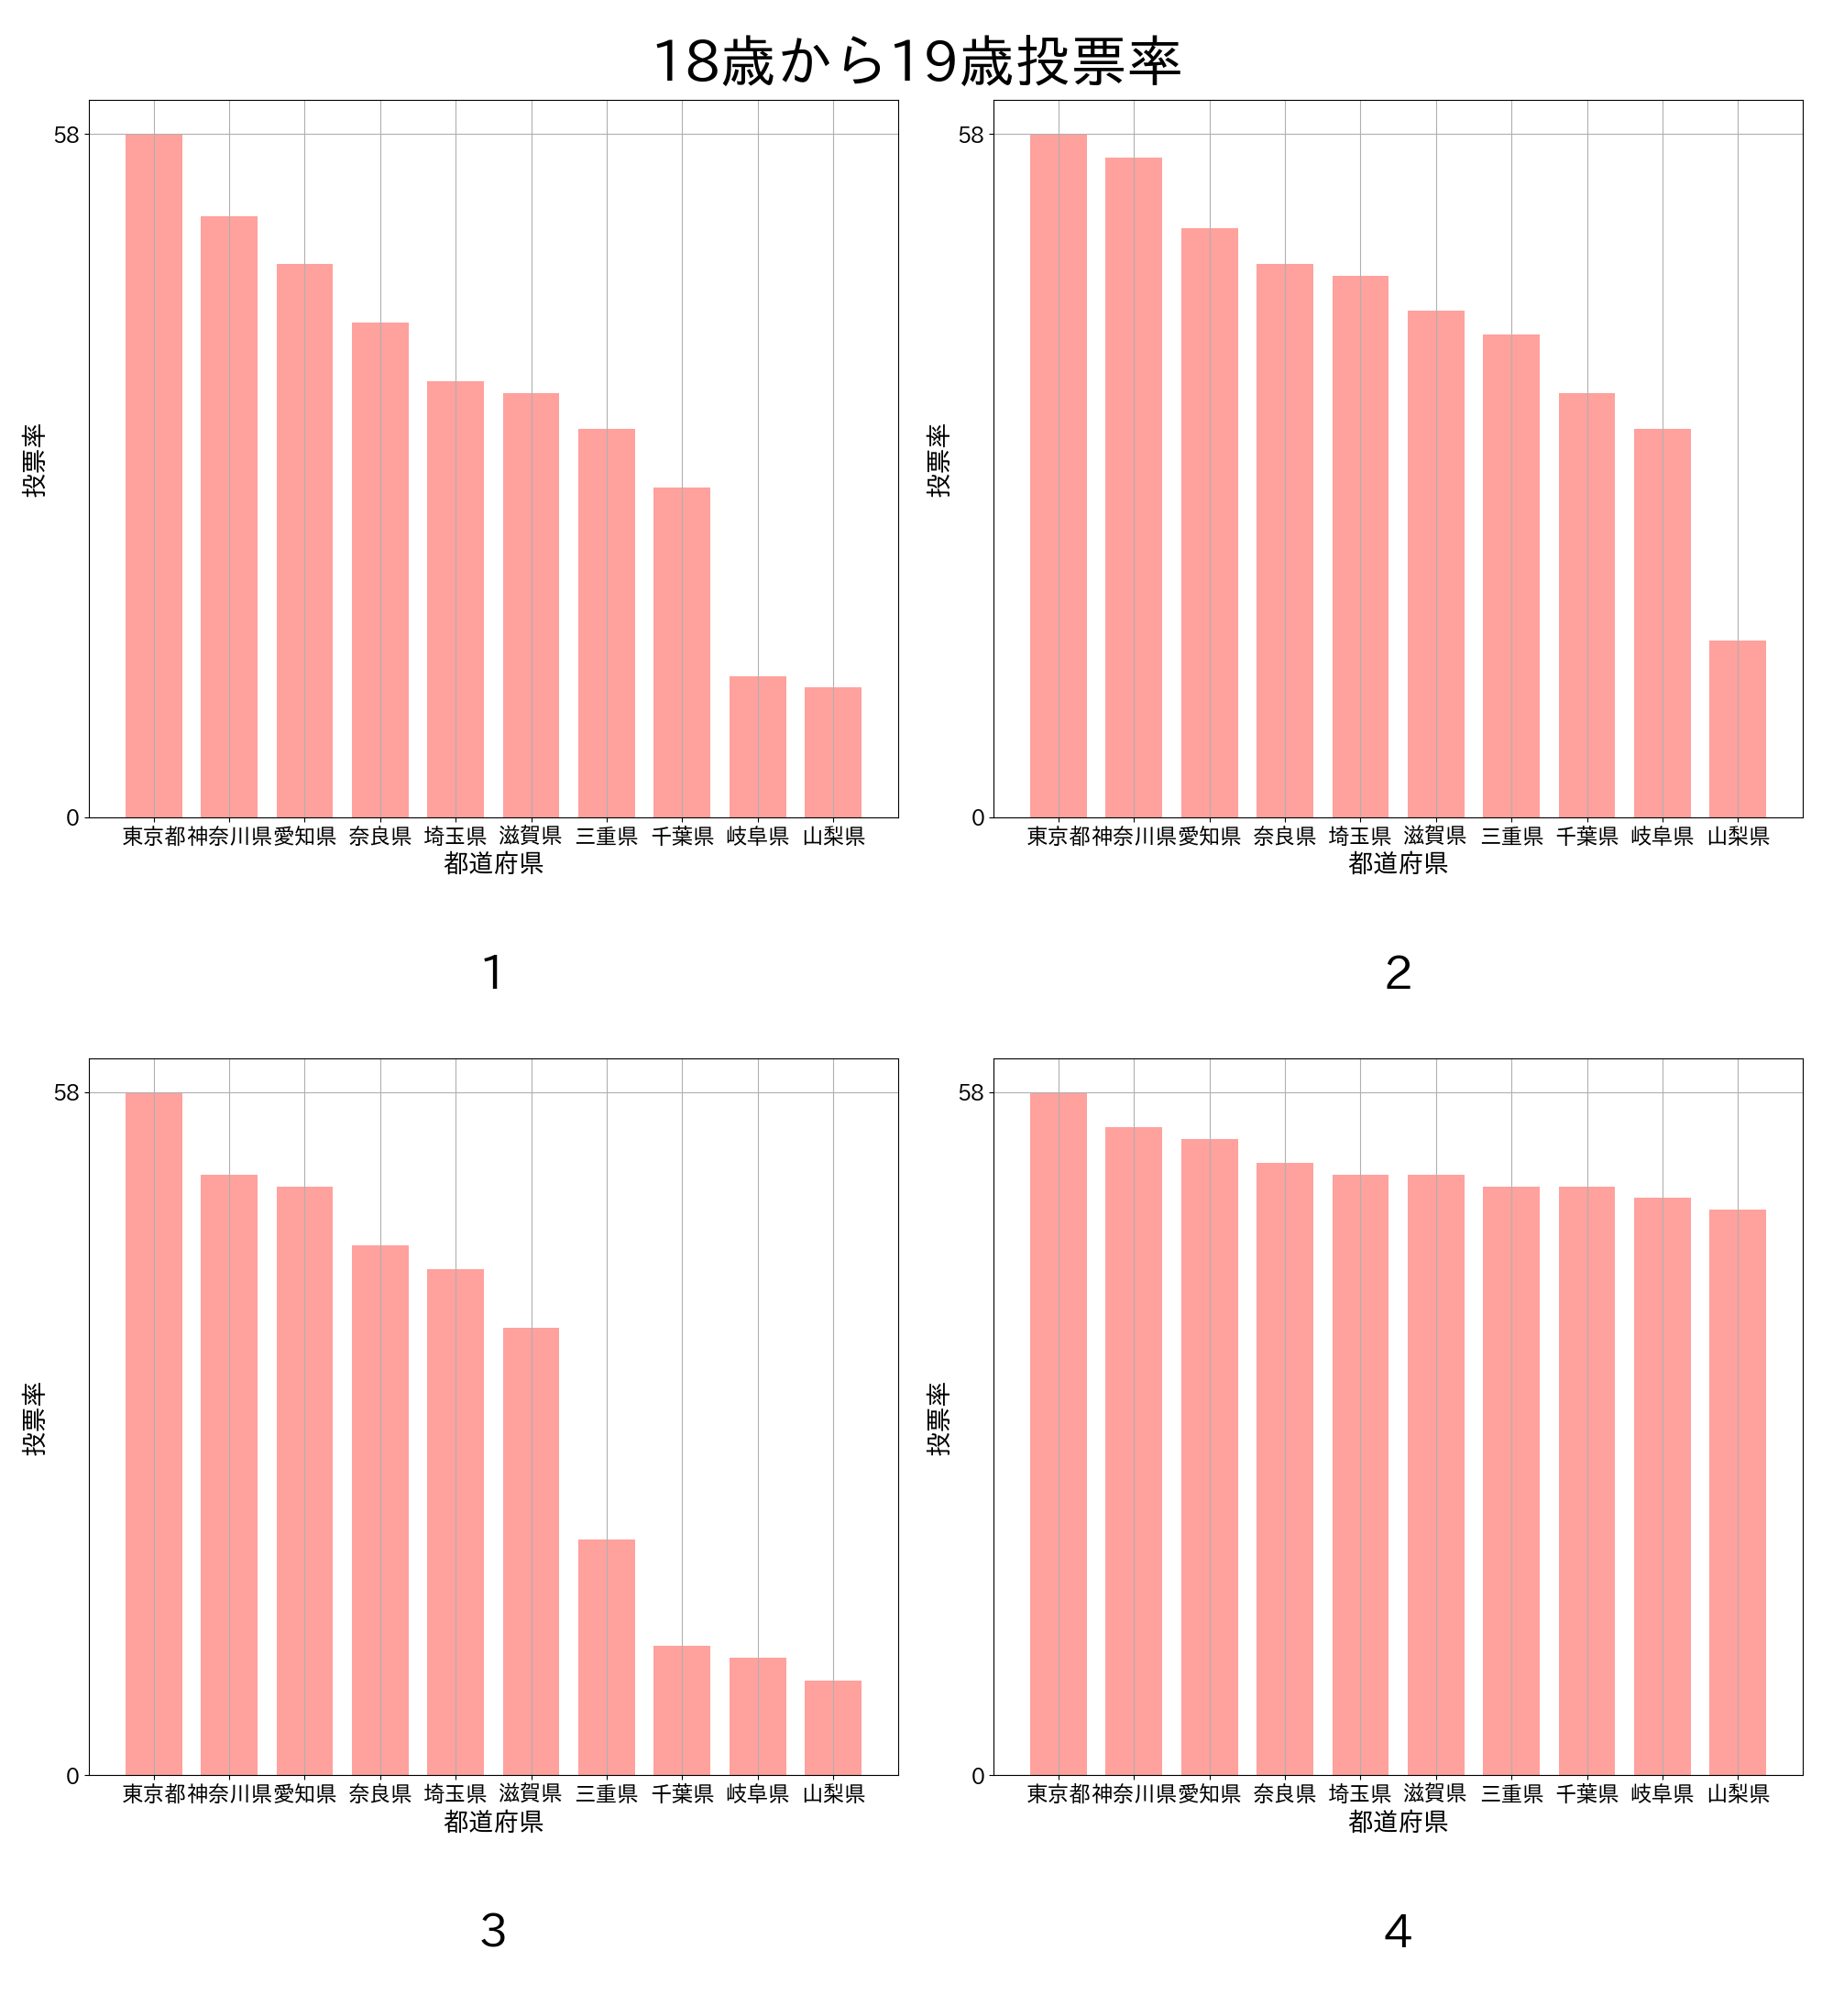 18歳から19歳投票率
58
0
投票率
東京都 神奈川県 愛知県 奈良県 埼玉県 滋賀県 三重県 千葉県 岐阜県 山梨県
都道府県
1
58
0
投票率
東京都 神奈川県 愛知県 奈良県 埼玉県 滋賀県 三重県 千葉県 岐阜県 山梨県
都道府県
2
58
0
投票率
東京都 神奈川県 愛知県 奈良県 埼玉県 滋賀県 三重県 千葉県 岐阜県 山梨県
都道府県
3
58
0
投票率
東京都 神奈川県 愛知県 奈良県 埼玉県 滋賀県 三重県 千葉県 岐阜県 山梨県
都道府県
4